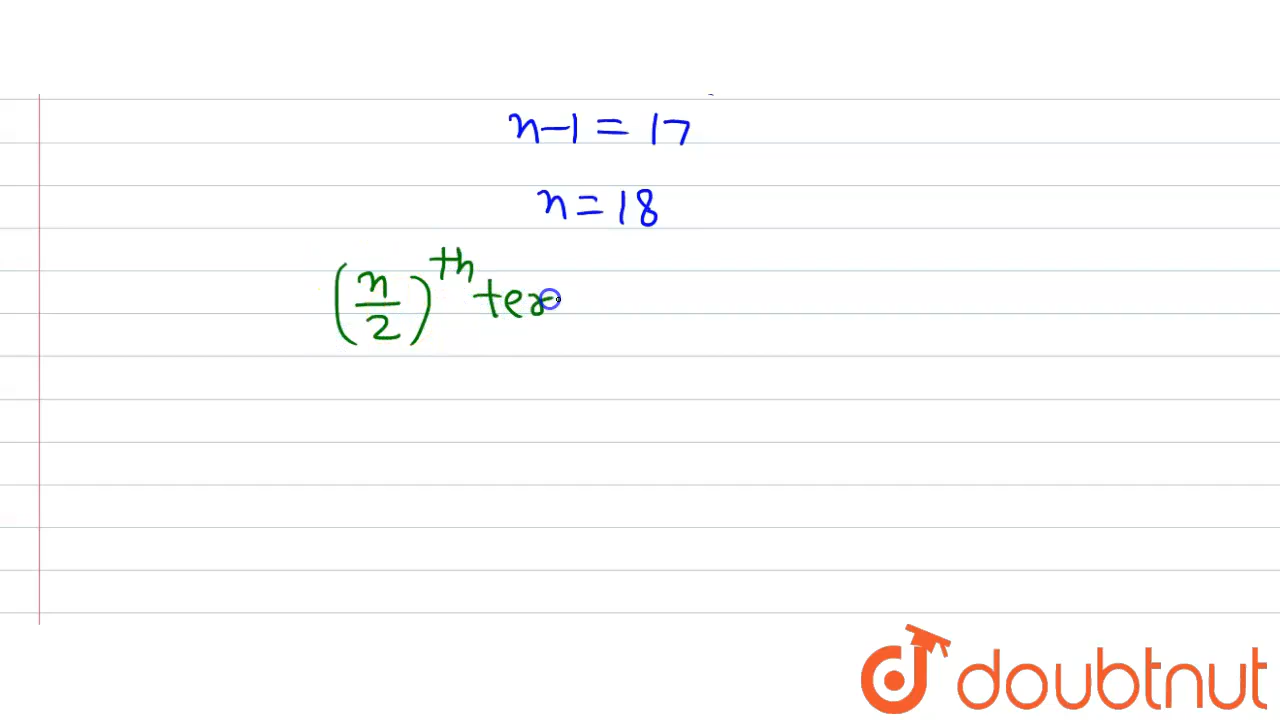 n-1 = 17
n = 18
(n/2)^th ter
doubtnut